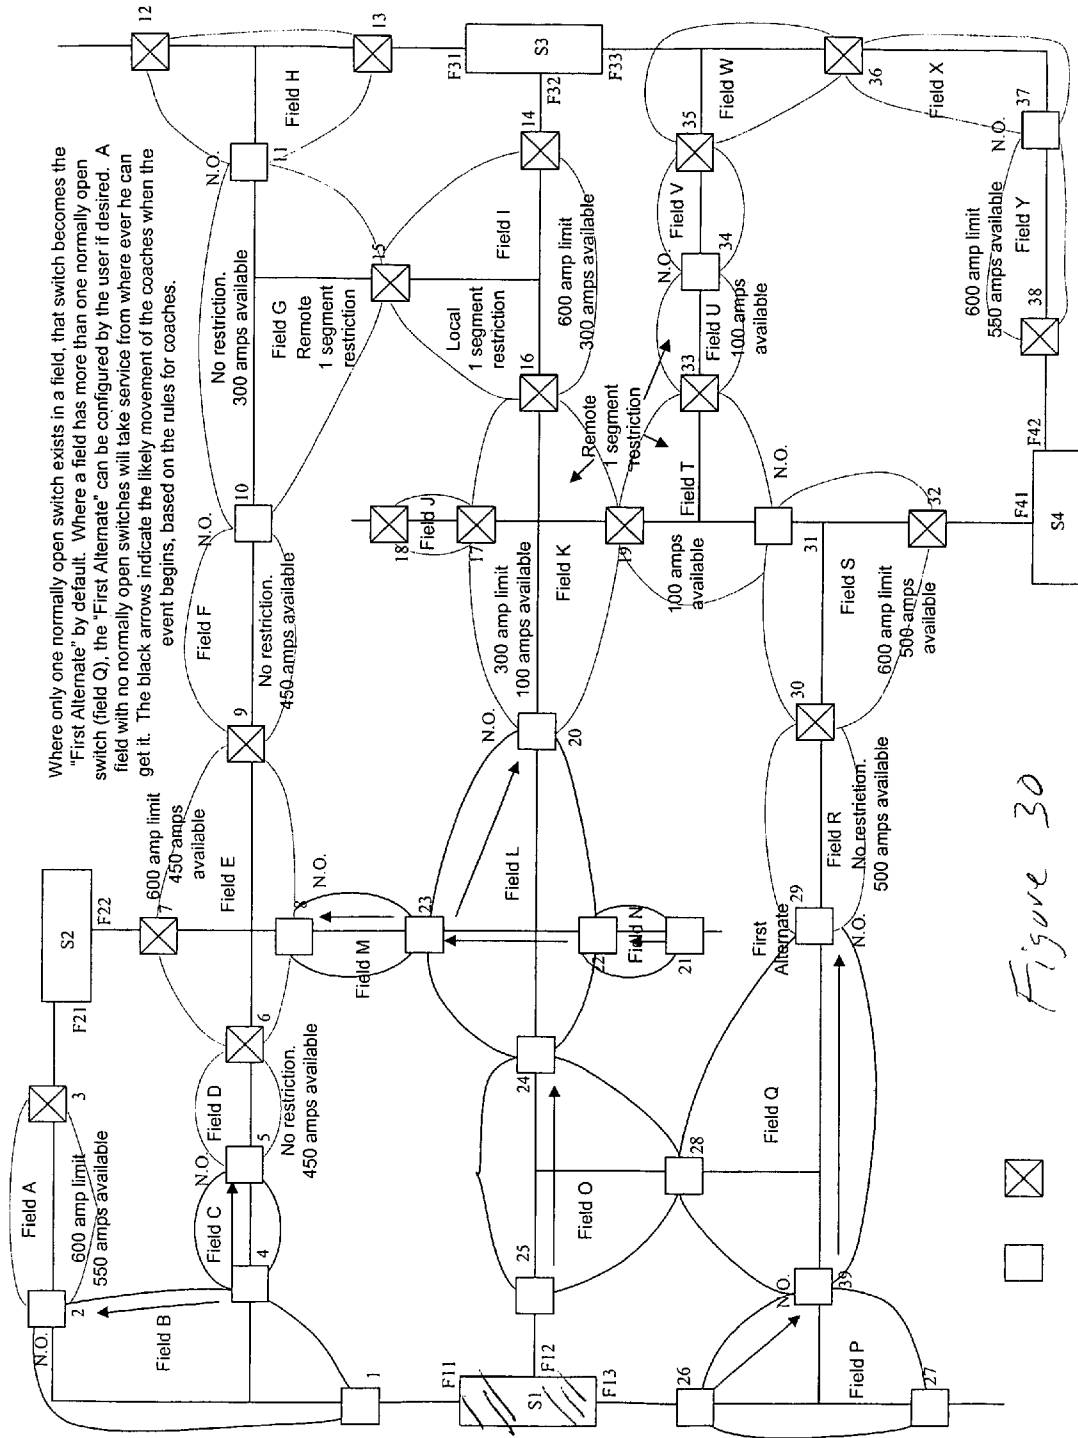 Where only one normally open switch exists in a field, that switch becomes the
"First Alternate" by default. Where a field has more than one normally open
switch (field Q), the "First Alternate" can be configured by the user if desired. A
field with no normally open switches will take service from where ever he can
get it. The black arrows indicate the likely movement of the coaches when the
event begins, based on the rules for coaches.
12
13
F31
S3
F33
F32
Field H
N.O.
11
14
No restriction.
300 amps available
Field G
Remote
1 segment
restriction
15
Field I
Local
1 segment
restriction
600 amp limit
300 amps available
16
Field W
35
36
Field X
37
N.O.
Field V
34
N.O.
Field U
100 amps
available
33
600 amp limit
550 amps available
Field Y
38
F42
F41
S4
N.O.
10
Field F
No restriction.
450 amps available
9
18
Field J
17
Remote
1 segment
restriction
19
Field T
N.O.
31
32
100 amps
available
Field K
300 amp limit
100 amps available
N.O.
20
Field S
600 amp limit
500 amps
available
30
600 amp limit
450 amps
available
7
Field E
8
N.O.
S2
F22
F21
23
Field M
Field L
22
Field N
21
First
Alternate
29
N.O.
Field R
No restriction.
500 amps available
6
Field D
5
N.O.
No restriction.
450 amps available
3
Field A
600 amp limit
550 amps available
2
N.O.
Field C
4
Field B
1
24
25
Field O
28
Field Q
F11
S1
F12
F13
26
N.O.
39
Field P
27
Figure 30